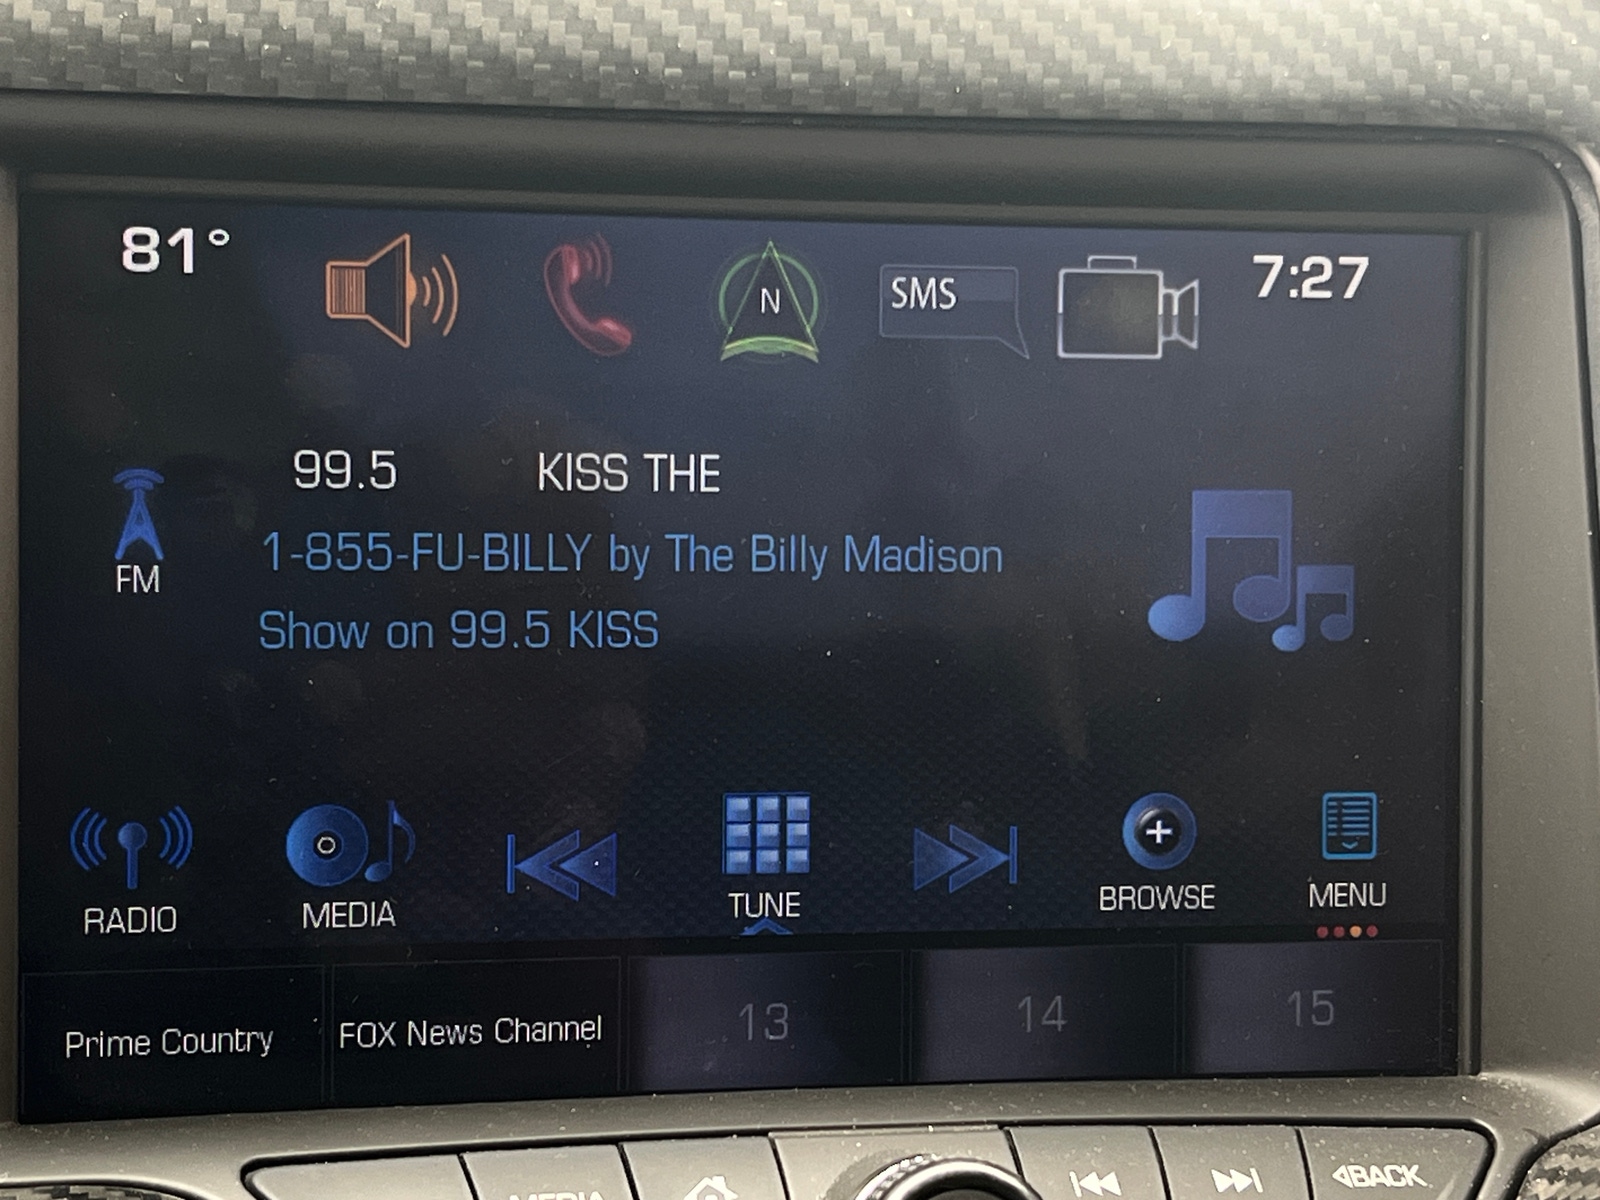 81° N SMS 7:27
99.5 KISS THE
FM
1-855-FU-BILLY by The Billy Madison
Show on 99.5 KISS
RADIO MEDIA TUNE BROWSE MENU
Prime Country FOX News Channel 13 14 15
MEDIA BACK